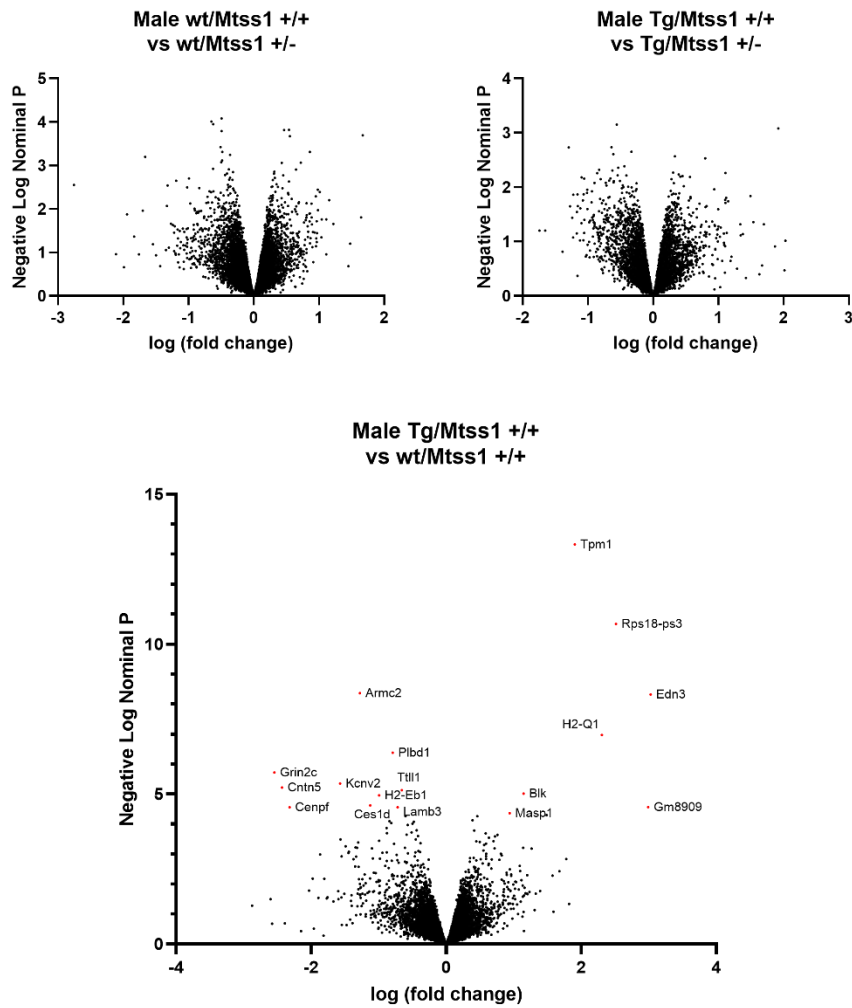 Male wt/Mtss1 +/+
vs wt/Mtss1 +/-
Negative Log Nominal P
5
4
3
2
1
0
-3
-2
-1
0
1
2
log (fold change)
Male Tg/Mtss1 +/+
vs Tg/Mtss1 +/-
Negative Log Nominal P
4
3
2
1
0
-2
-1
0
1
2
3
log (fold change)
Male Tg/Mtss1 +/+
vs wt/Mtss1 +/+
Negative Log Nominal P
15
10
5
0
Tpm1
Rps18-ps3
Armc2
Edn3
H2-Q1
Plbd1
Grin2c
Kcnv2
Ttll1
Cntn5
H2-Eb1
Blk
Cenpf
Ces1d
Lamb3
Masp1
Gm8909
-4
-2
0
2
4
log (fold change)